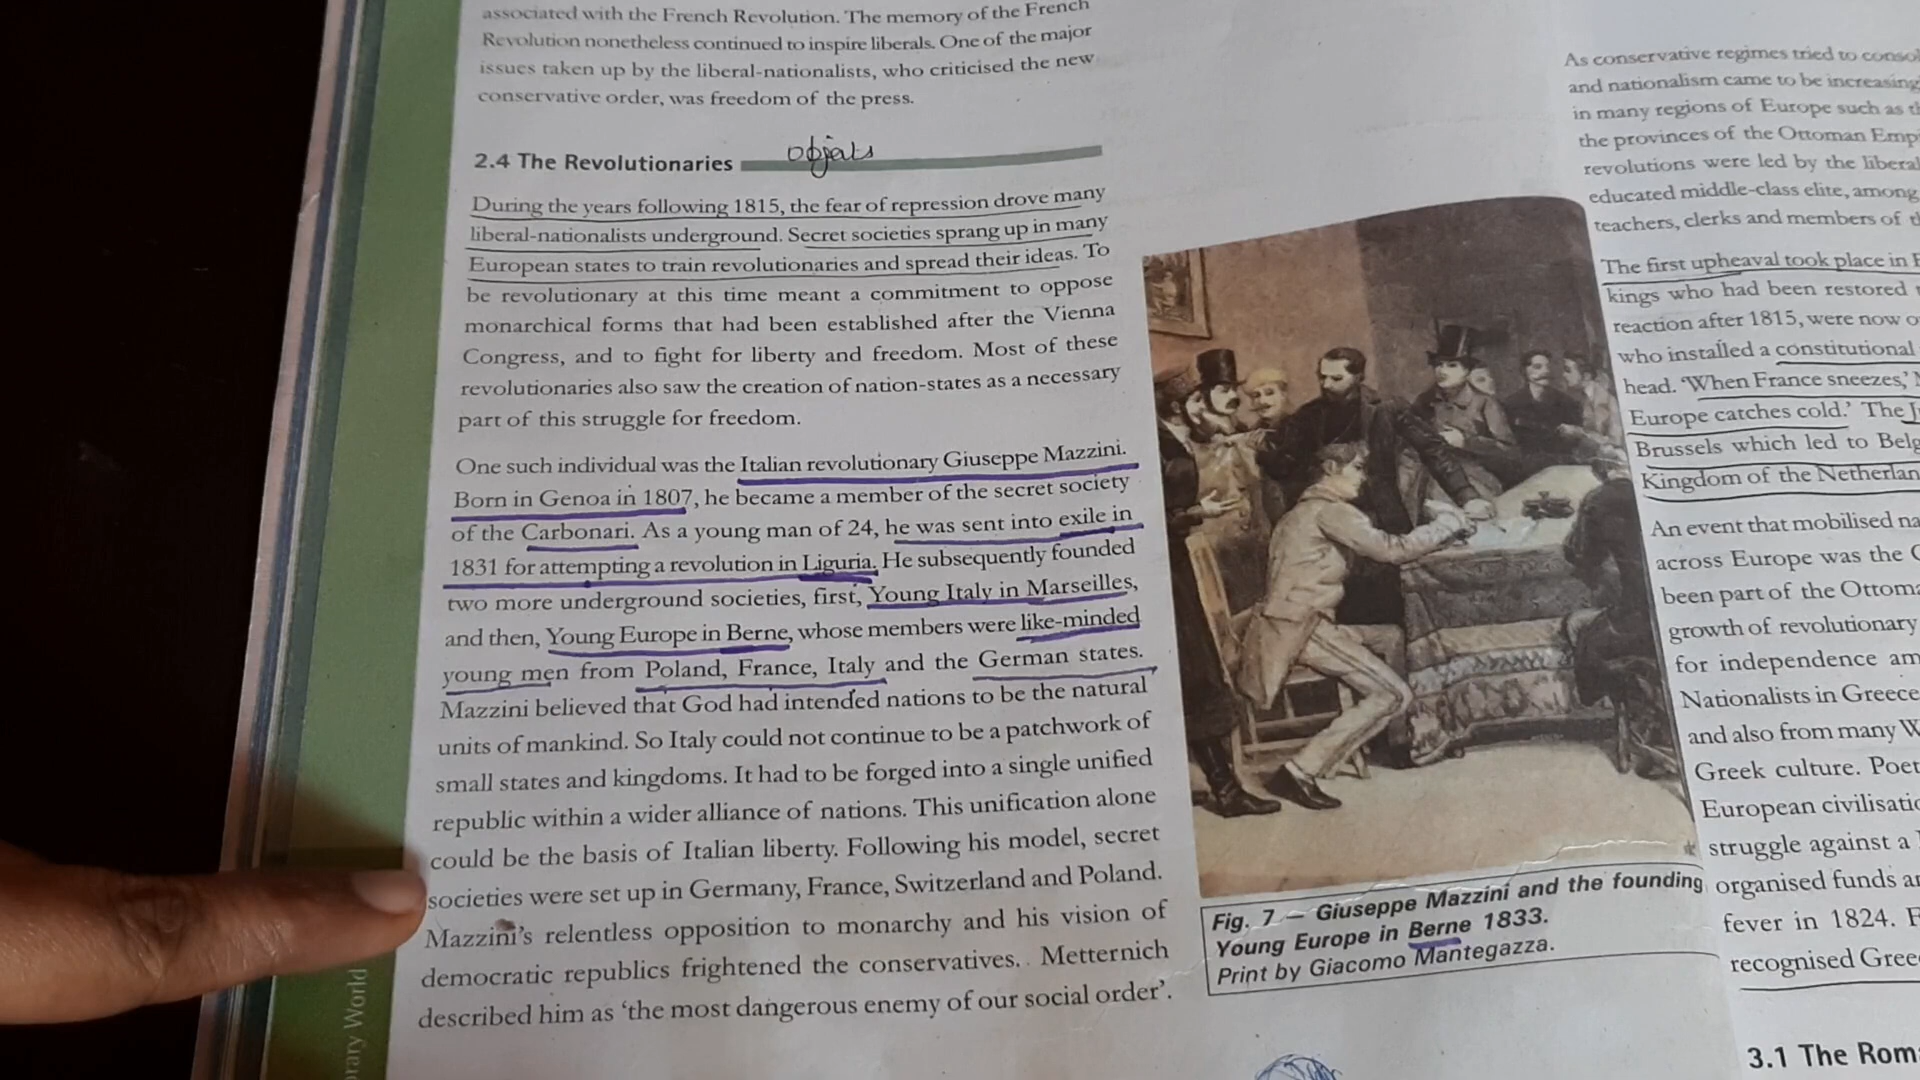 associated with the French Revolution. The memory of the French
Revolution nonetheless continued to inspire liberals. One of the major
issues taken up by the liberal-nationalists, who criticised the new
conservative order, was freedom of the press.
2.4 The Revolutionaries
During the years following 1815, the fear of repression drove many
liberal-nationalists underground. Secret societies sprang up in many
European states to train revolutionaries and spread their ideas. To
be revolutionary at this time meant a commitment to oppose
monarchical forms that had been established after the Vienna
Congress, and to fight for liberty and freedom. Most of these
revolutionaries also saw the creation of nation-states as a necessary
part of this struggle for freedom.
One such individual was the Italian revolutionary Giuseppe Mazzini.
Born in Genoa in 1807, he became a member of the secret society
of the Carbonari. As a young man of 24, he was sent into exile in
1831 for attempting a revolution in Liguria. He subsequently founded
two more underground societies, first, Young Italy in Marseilles,
and then, Young Europe in Berne, whose members were like-minded
young men from Poland, France, Italy and the German states.
Mazzini believed that God had intended nations to be the natural
units of mankind. So Italy could not continue to be a patchwork of
small states and kingdoms. It had to be forged into a single unified
republic within a wider alliance of nations. This unification alone
could be the basis of Italian liberty. Following his model, secret
societies were set up in Germany, France, Switzerland and Poland.
Mazzini's relentless opposition to monarchy and his vision of
democratic republics frightened the conservatives. Metternich
described him as 'the most dangerous enemy of our social order'.
Fig. 7 — Giuseppe Mazzini and the founding
Young Europe in Berne 1833.
Print by Giacomo Mantegazza.
As conservative regimes tried to
and nationalism came to be
in many regions of Europe such as
the provinces of the Ottoman
revolutions were led by the
educated middle-class elite, among
teachers, clerks and members of
The first upheaval took place in
kings who had been restored
reaction after 1815, were now
who installed a constitutional
head. 'When France sneezes,'
Europe catches cold.' The
Brussels which led to
Kingdom of the
An event that mobilised
across Europe was the
been part of the
growth of revolutionary
for independence
Nationalists in Greece
and also from many
Greek culture.
European
struggle against a
organised funds
fever in 1824.
recognised
3.1 The
World